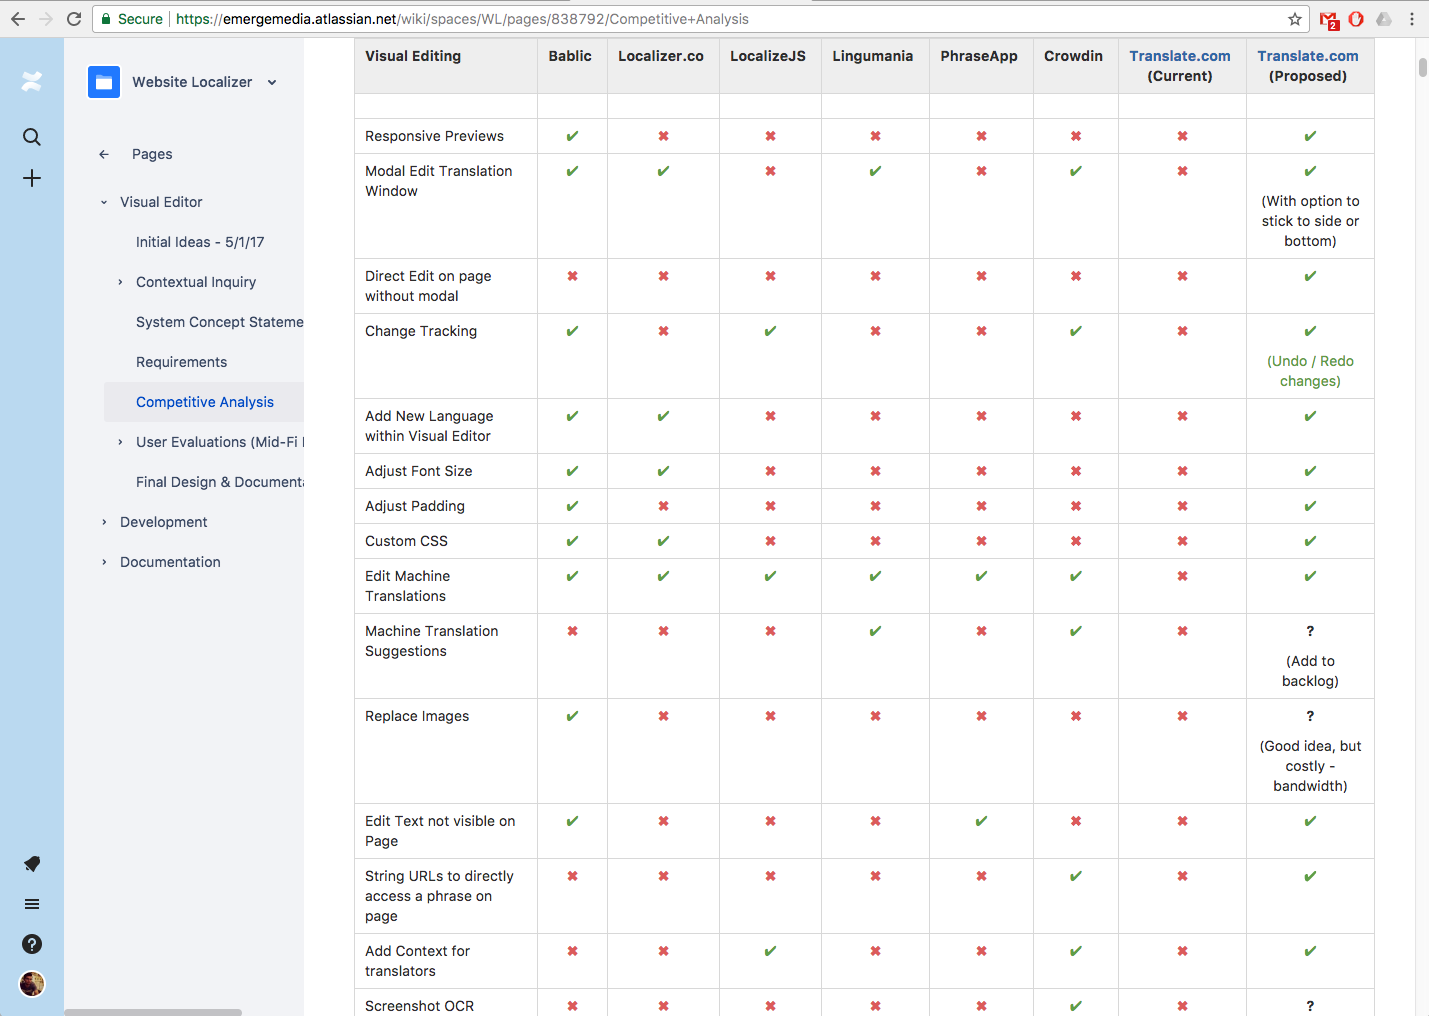 Secure https://emergemedia.atlassian.net/wiki/spaces/WL/pages/838792/Competitive+Analysis
2
Website Localizer
Pages
Visual Editor
Initial Ideas - 5/1/17
Contextual Inquiry
System Concept Stateme
Requirements
Competitive Analysis
User Evaluations (Mid-Fi
Final Design & Documenta
Development
Documentation
Visual Editing Bablic Localizer.co LocalizeJS Lingumania PhraseApp Crowdin Translate.com Translate.com
(Current) (Proposed)
Responsive Previews ✔ ✖ ✖ ✖ ✖ ✖ ✖ ✔
Modal Edit Translation ✔ ✔ ✖ ✔ ✖ ✔ ✖ ✔
Window
(With option to
stick to side or
bottom)
Direct Edit on page ✖ ✖ ✖ ✖ ✖ ✖ ✖ ✔
without modal
Change Tracking ✔ ✖ ✔ ✖ ✖ ✔ ✖ ✔
(Undo / Redo
changes)
Add New Language ✔ ✔ ✖ ✖ ✖ ✖ ✖ ✔
within Visual Editor
Adjust Font Size ✔ ✔ ✖ ✖ ✖ ✖ ✖ ✔
Adjust Padding ✔ ✖ ✖ ✖ ✖ ✖ ✖ ✔
Custom CSS ✔ ✔ ✖ ✖ ✖ ✖ ✖ ✔
Edit Machine ✔ ✔ ✔ ✔ ✔ ✔ ✖ ✔
Translations
Machine Translation ✖ ✖ ✖ ✔ ✖ ✔ ✖ ?
Suggestions
(Add to
backlog)
Replace Images ✔ ✖ ✖ ✖ ✖ ✖ ✖ ?
(Good idea, but
costly -
bandwidth)
Edit Text not visible on ✔ ✖ ✖ ✖ ✔ ✖ ✖ ✔
Page
String URLs to directly ✖ ✖ ✖ ✖ ✖ ✔ ✖ ✔
access a phrase on
page
Add Context for ✖ ✖ ✔ ✖ ✖ ✔ ✖ ✔
translators
Screenshot OCR ✖ ✖ ✖ ✖ ✖ ✔ ✖ ?